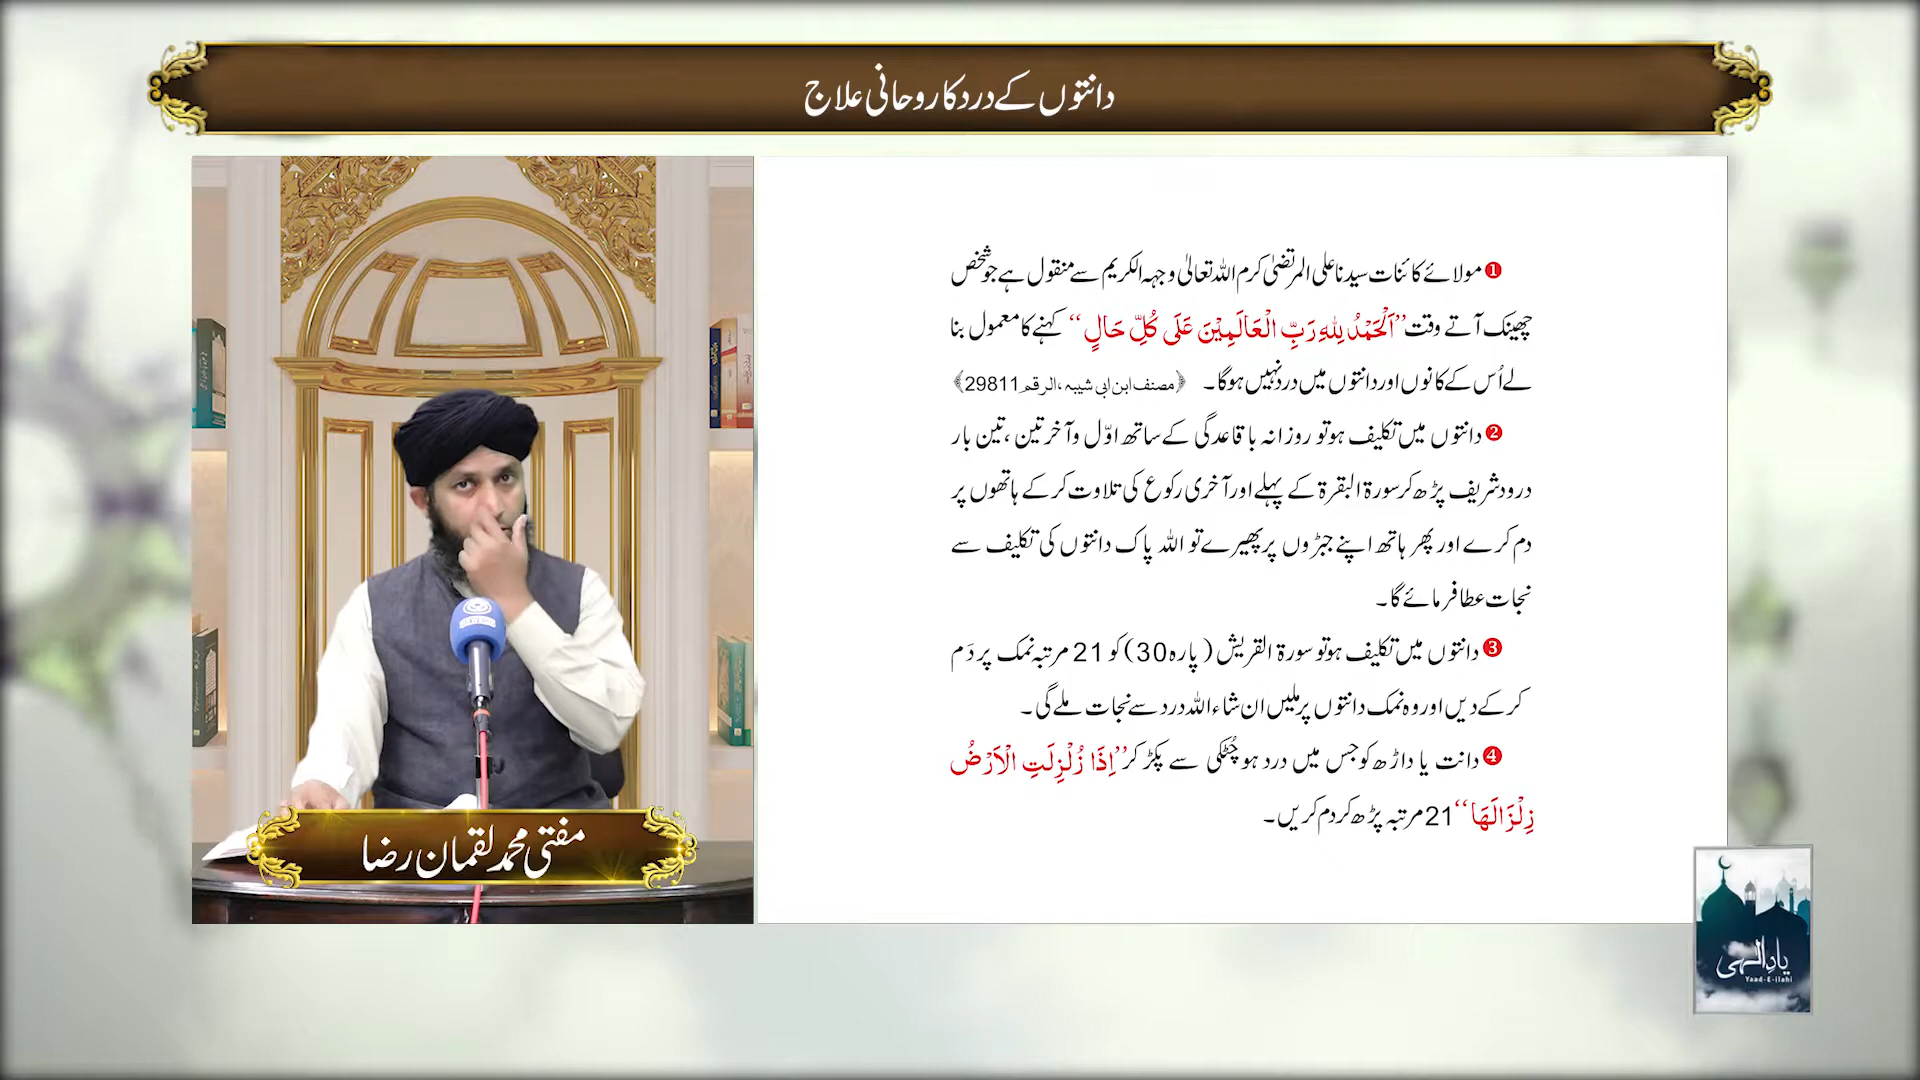 دانتوں کے درد کا روحانی علاج
❶ مولائے کائنات سیدنا علی المرتضیٰ کرم اللہ تعالیٰ وجہہ الکریم سے منقول ہے جو شخص
چھینک آتے وقت ’’اَلْحَمْدُ لِلّٰهِ رَبِّ الْعَالَمِيْنَ عَلَى كُلِّ حَالٍ‘‘ کہنے کا معمول بنا
لے اُس کے کانوں اور دانتوں میں درد نہیں ہوگا۔ ﴿مصنف ابن ابی شیبہ، الرقم 29811﴾
❷ دانتوں میں تکلیف ہو تو روزانہ باقاعدگی کے ساتھ اوّل و آخر تین، تین بار
درود شریف پڑھ کر سورۃ البقرۃ کے پہلے اور آخری رکوع کی تلاوت کر کے ہاتھوں پر
دم کرے اور پھر ہاتھ اپنے جبڑوں پر پھیرے تو اللہ پاک دانتوں کی تکلیف سے
نجات عطا فرمائے گا۔
❸ دانتوں میں تکلیف ہو تو سورۃ القریش (پارہ 30) کو 21 مرتبہ نمک پر دَم
کر کے دیں اور وہ نمک دانتوں پر ملیں ان شاء اللہ درد سے نجات ملے گی۔
❹ دانت یا داڑھ کو جس میں درد ہو چُٹکی سے پکڑ کر ’’اِذَا زُلْزِلَتِ الْاَرْضُ
زِلْزَالَهَا‘‘ 21 مرتبہ پڑھ کر دم کریں۔
مفتی محمد لقمان رضا
یادِ الٰہی
Yaad-E-ilahi